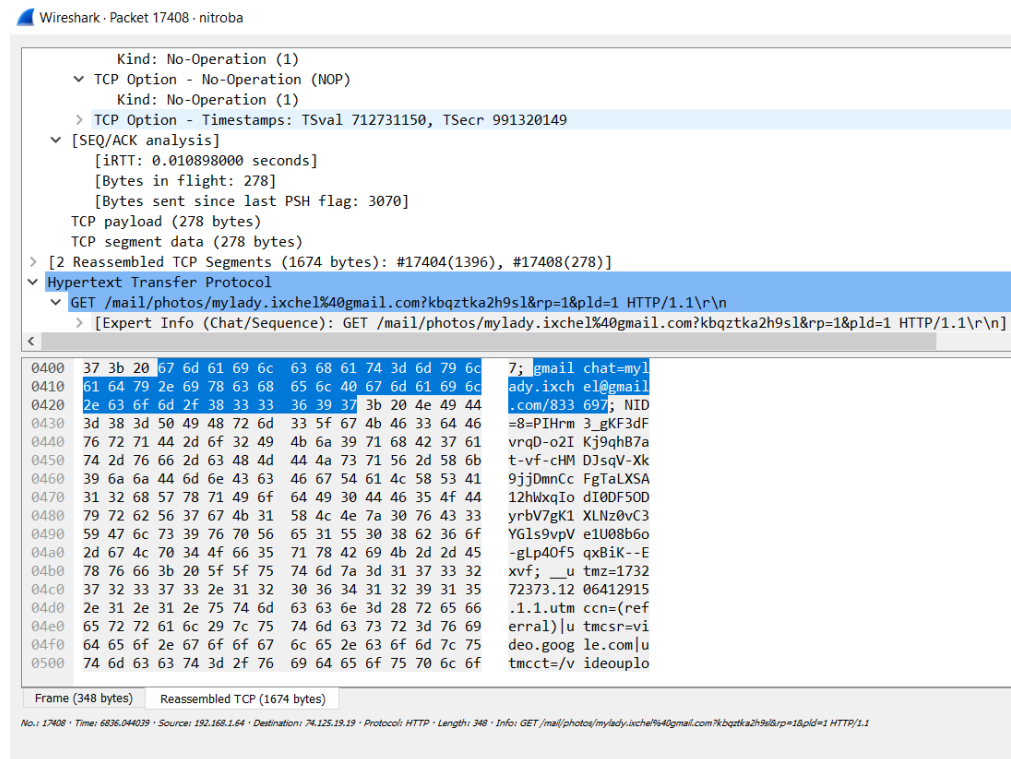 Wireshark · Packet 17408 · nitroba
Kind: No-Operation (1)
TCP Option - No-Operation (NOP)
Kind: No-Operation (1)
TCP Option - Timestamps: TSval 712731150, TSecr 991320149
[SEQ/ACK analysis]
[iRTT: 0.010898000 seconds]
[Bytes in flight: 278]
[Bytes sent since last PSH flag: 3070]
TCP payload (278 bytes)
TCP segment data (278 bytes)
[2 Reassembled TCP Segments (1674 bytes): #17404(1396), #17408(278)]
Hypertext Transfer Protocol
GET /mail/photos/mylady.ixchel%40gmail.com?kbqztka2h9sl&rp=1&pld=1 HTTP/1.1\r\n
[Expert Info (Chat/Sequence): GET /mail/photos/mylady.ixchel%40gmail.com?kbqztka2h9sl&rp=1&pld=1 HTTP/1.1\r\n]
0400 37 3b 20 67 6d 61 69 6c 63 68 61 74 3d 6d 79 6c 7; gmail chat=myl
0410 61 64 79 2e 69 78 63 68 65 6c 40 67 6d 61 69 6c ady.ixch el@gmail
0420 2e 63 6f 6d 2f 38 33 33 36 39 37 3b 20 4e 49 44 .com/833 697; NID
0430 3d 38 3d 50 49 48 72 6d 33 5f 67 4b 46 33 64 46 =8=PIHrm 3_gKF3dF
0440 76 72 71 44 2d 6f 32 49 4b 6a 39 71 68 42 37 61 vrqD-o2I Kj9qhB7a
0450 74 2d 76 66 2d 63 48 4d 44 4a 73 71 56 2d 58 6b t-vf-cHM DJsqV-Xk
0460 39 6a 6a 44 6d 6e 43 63 46 67 54 61 4c 58 53 41 9jjDmnCc FgTaLXSA
0470 31 32 68 57 78 71 49 6f 64 49 30 44 46 35 4f 44 12hWxqIo dI0DF5OD
0480 79 72 62 56 37 67 4b 31 58 4c 4e 7a 30 76 43 33 yrbV7gK1 XLNz0vC3
0490 59 47 6c 73 39 76 70 56 65 31 55 30 38 62 36 6f YGls9vpV e1U08b6o
04a0 2d 67 4c 70 34 4f 66 35 71 78 42 69 4b 2d 2d 45 -gLp4Of5 qxBiK--E
04b0 78 76 66 3b 20 5f 5f 75 74 6d 7a 3d 31 37 33 32 xvf; __u tmz=1732
04c0 37 32 33 37 33 2e 31 32 30 36 34 31 32 39 31 35 72373.12 06412915
04d0 2e 31 2e 31 2e 75 74 6d 63 63 6e 3d 28 72 65 66 .1.1.utm ccn=(ref
04e0 65 72 72 61 6c 29 7c 75 74 6d 63 73 72 3d 76 69 erral)|u tmcsr=vi
04f0 64 65 6f 2e 67 6f 6f 67 6c 65 2e 63 6f 6d 7c 75 deo.goog le.com|u
0500 74 6d 63 63 74 3d 2f 76 69 64 65 6f 75 70 6c 6f tmcct=/v ideouplo
Frame (348 bytes) Reassembled TCP (1674 bytes)
No.: 17408 · Time: 6836.044039 · Source: 192.168.1.64 · Destination: 74.125.19.19 · Protocol: HTTP · Length: 348 · Info: GET /mail/photos/mylady.ixchel%40gmail.com?kbqztka2h9sl&rp=1&pld=1 HTTP/1.1